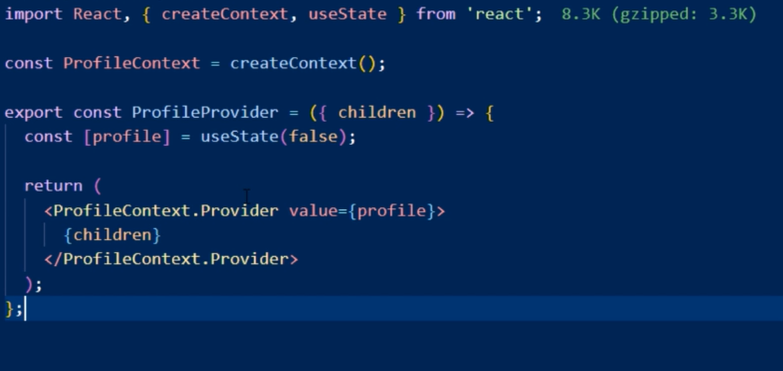 import React, { createContext, useState } from 'react'; 8.3K (gzipped: 3.3K)
const ProfileContext = createContext();
export const ProfileProvider = ({ children }) => {
const [profile] = useState(false);
return (
<ProfileContext.Provider value={profile}>
{children}
</ProfileContext.Provider>
);
};